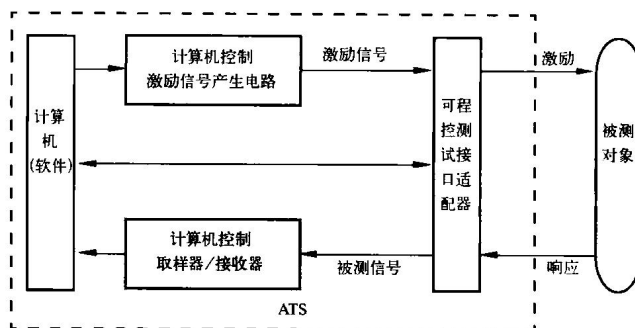 计算机控制
激励信号产生电路
激励信号
激励
计算
机
(软件)
可程
控测
试接
口适
配器
被测
对象
计算机控制
取样器/接收器
被测信号
响应
ATS